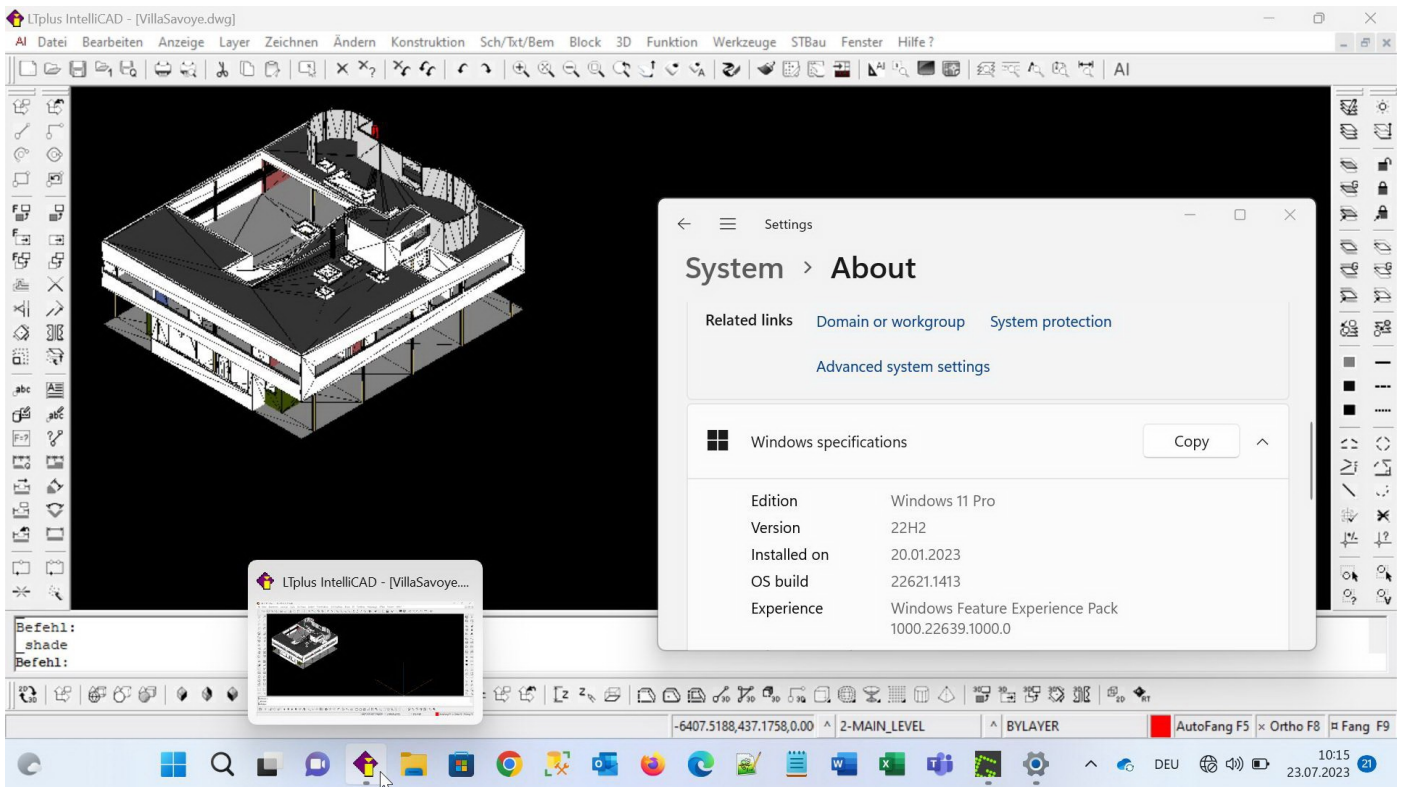 LTplus IntelliCAD - [VillaSavoye.dwg]
AI Datei Bearbeiten Anzeige Layer Zeichnen Ändern Konstruktion Sch/Txt/Bem Block 3D Funktion Werkzeuge STBau Fenster Hilfe ?
AI
Settings
System > About
Related links Domain or workgroup System protection
Advanced system settings
Windows specifications Copy
Edition Windows 11 Pro
Version 22H2
Installed on 20.01.2023
OS build 22621.1413
Experience Windows Feature Experience Pack
1000.22639.1000.0
abc
abc
F=?
LTplus IntelliCAD - [VillaSavoye....
Befehl:
_shade
Befehl:
-6407.5188,437.1758,0.00 ^ 2-MAIN_LEVEL ^ BYLAYER AutoFang F5 × Ortho F8 ¤ Fang F9
DEU
10:15
23.07.2023 21